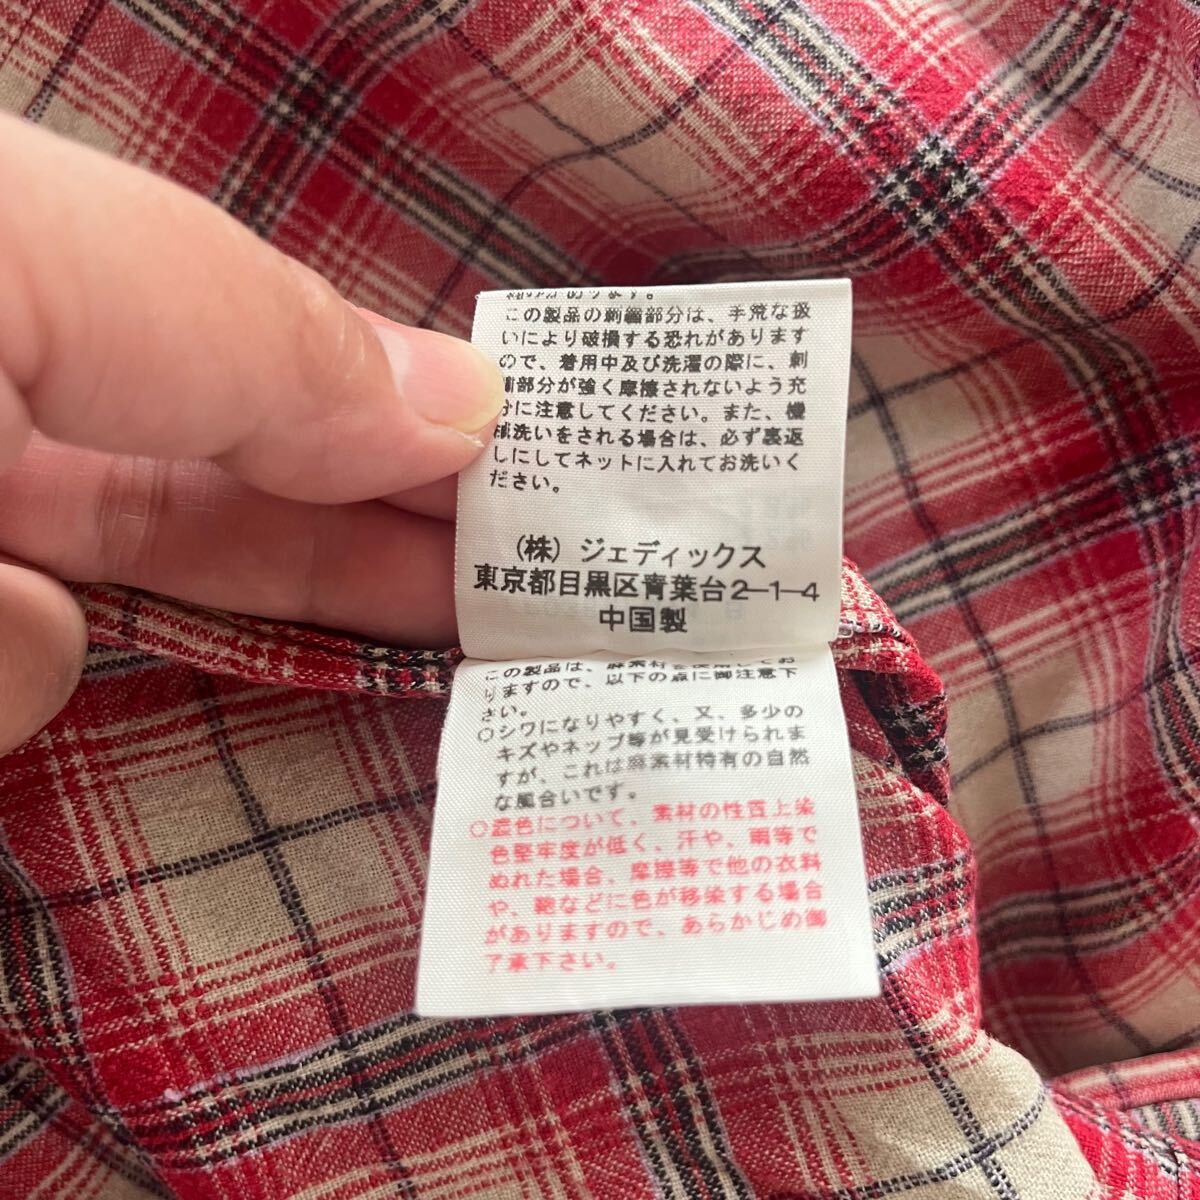 この製品の刺繍部分は、手荒な扱
いにより破損する恐れがあります
ので、着用中及び洗濯の際に、刺
繍部分が強く摩擦されないよう充
分に注意してください。また、機
械洗いをされる場合は、必ず裏返
しにしてネットに入れてお洗いく
ださい。
(株) ジェディックス
東京都目黒区青葉台2-1-4
中国製
この製品は、麻素材を使用してお
りますので、以下の点に御注意下
さい。
○シワになりやすく、又、多少の
キズやネップ等が見受けられま
すが、これは麻素材特有の自然
な風合いです。
○濃色について、素材の性質上染
色堅牢度が低く、汗や、雨等で
ぬれた場合、摩擦等で他の衣料
や、鞄などに色が移染する場合
がありますので、あらかじめ御
了承下さい。